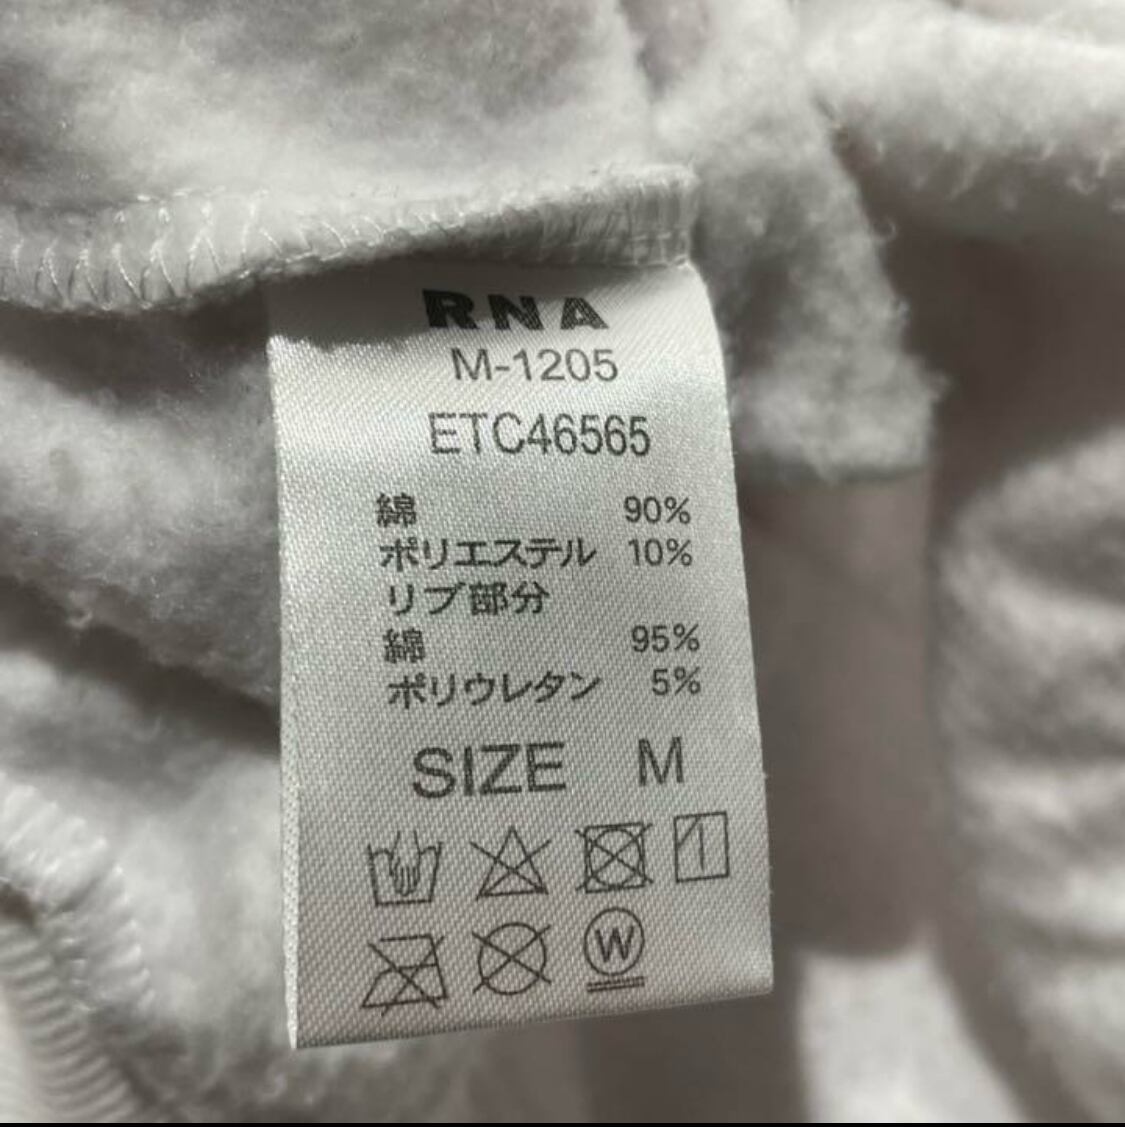 RNA
M-1205
ETC46565
綿 90%
ポリエステル 10%
リブ部分
綿 95%
ポリウレタン 5%
SIZE M
W